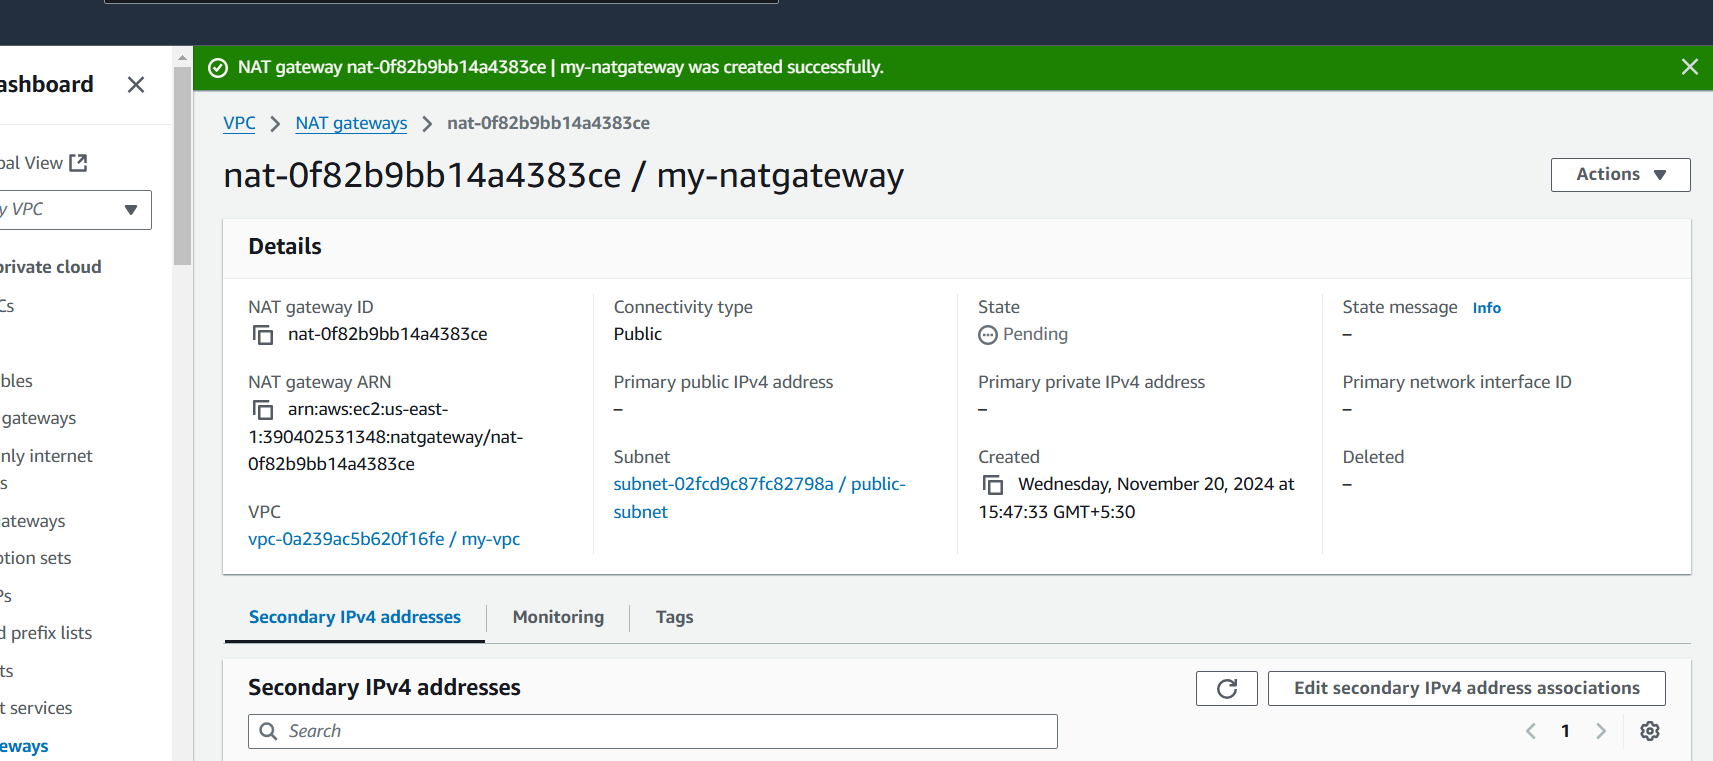 NAT gateway nat-0f82b9bb14a4383ce | my-natgateway was created successfully.
ashboard
VPC > NAT gateways > nat-0f82b9bb14a4383ce
bal View
nat-0f82b9bb14a4383ce / my-natgateway
Actions
y VPC
private cloud
Cs
bles
gateways
nly internet
s
ateways
ption sets
Ps
d prefix lists
ts
t services
eways
Details
NAT gateway ID
nat-0f82b9bb14a4383ce
Connectivity type
Public
State
Pending
State message Info
–
NAT gateway ARN
arn:aws:ec2:us-east-
1:390402531348:natgateway/nat-
0f82b9bb14a4383ce
Primary public IPv4 address
–
Primary private IPv4 address
–
Primary network interface ID
–
VPC
vpc-0a239ac5b620f16fe / my-vpc
Subnet
subnet-02fcd9c87fc82798a / public-
subnet
Created
Wednesday, November 20, 2024 at
15:47:33 GMT+5:30
Deleted
–
Secondary IPv4 addresses
Monitoring
Tags
Secondary IPv4 addresses
Edit secondary IPv4 address associations
Search
1